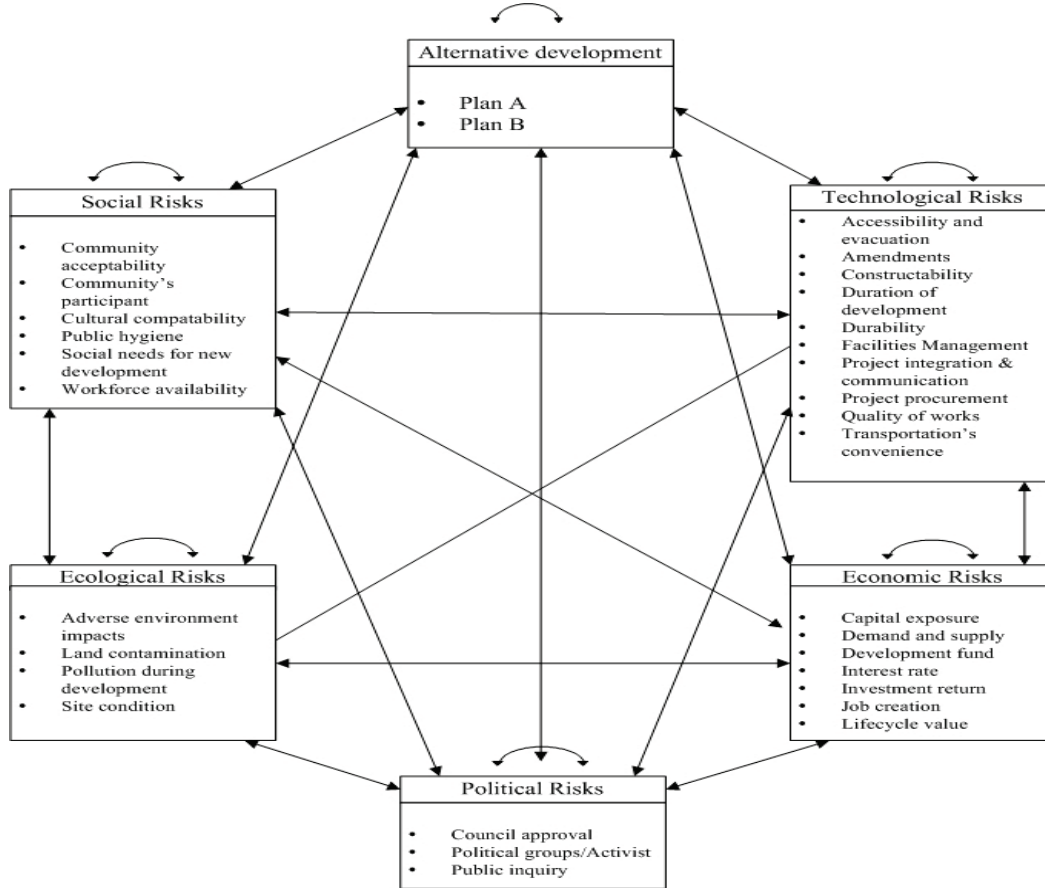 Alternative development
• Plan A
• Plan B
Social Risks
• Community
acceptability
• Community's
participant
• Cultural compatability
• Public hygiene
• Social needs for new
development
• Workforce availability
Technological Risks
• Accessibility and
evacuation
• Amendments
• Constructability
• Duration of
development
• Durability
• Facilities Management
• Project integration &
communication
• Project procurement
• Quality of works
• Transportation's
convenience
Ecological Risks
• Adverse environment
impacts
• Land contamination
• Pollution during
development
• Site condition
Economic Risks
• Capital exposure
• Demand and supply
• Development fund
• Interest rate
• Investment return
• Job creation
• Lifecycle value
Political Risks
• Council approval
• Political groups/Activist
• Public inquiry